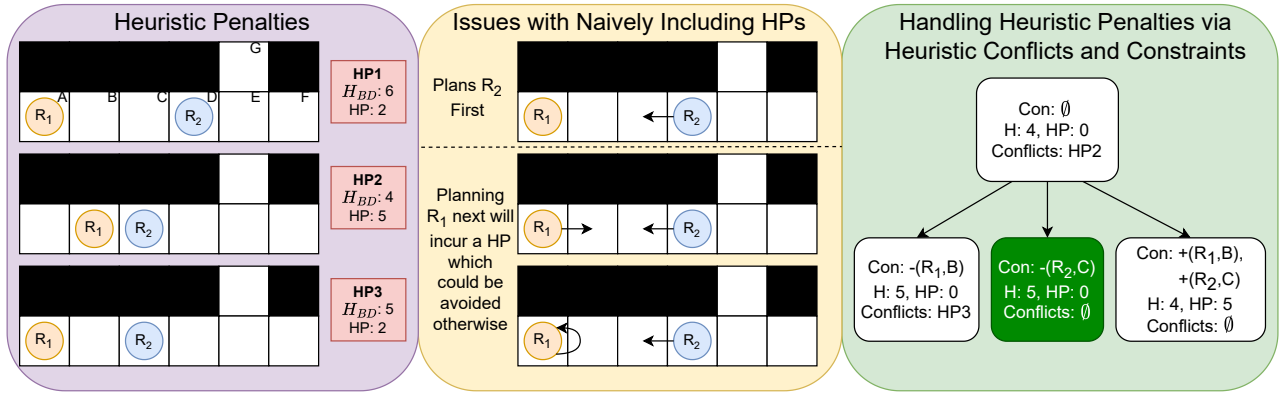 Heuristic Penalties
G
A
B
C
D
E
F
R1
R2
HP1
H_BD: 6
HP: 2
R1
R2
HP2
H_BD: 4
HP: 5
R1
R2
HP3
H_BD: 5
HP: 2
Issues with Naively Including HPs
Plans R2
First
R1
R2
Planning
R1 next will
incur a HP
which
could be
avoided
otherwise
R1
R2
R1
R2
Handling Heuristic Penalties via
Heuristic Conflicts and Constraints
Con: ∅
H: 4, HP: 0
Conflicts: HP2
Con: -(R1,B)
H: 5, HP: 0
Conflicts: HP3
Con: -(R2,C)
H: 5, HP: 0
Conflicts: ∅
Con: +(R1,B),
+(R2,C)
H: 4, HP: 5
Conflicts: ∅